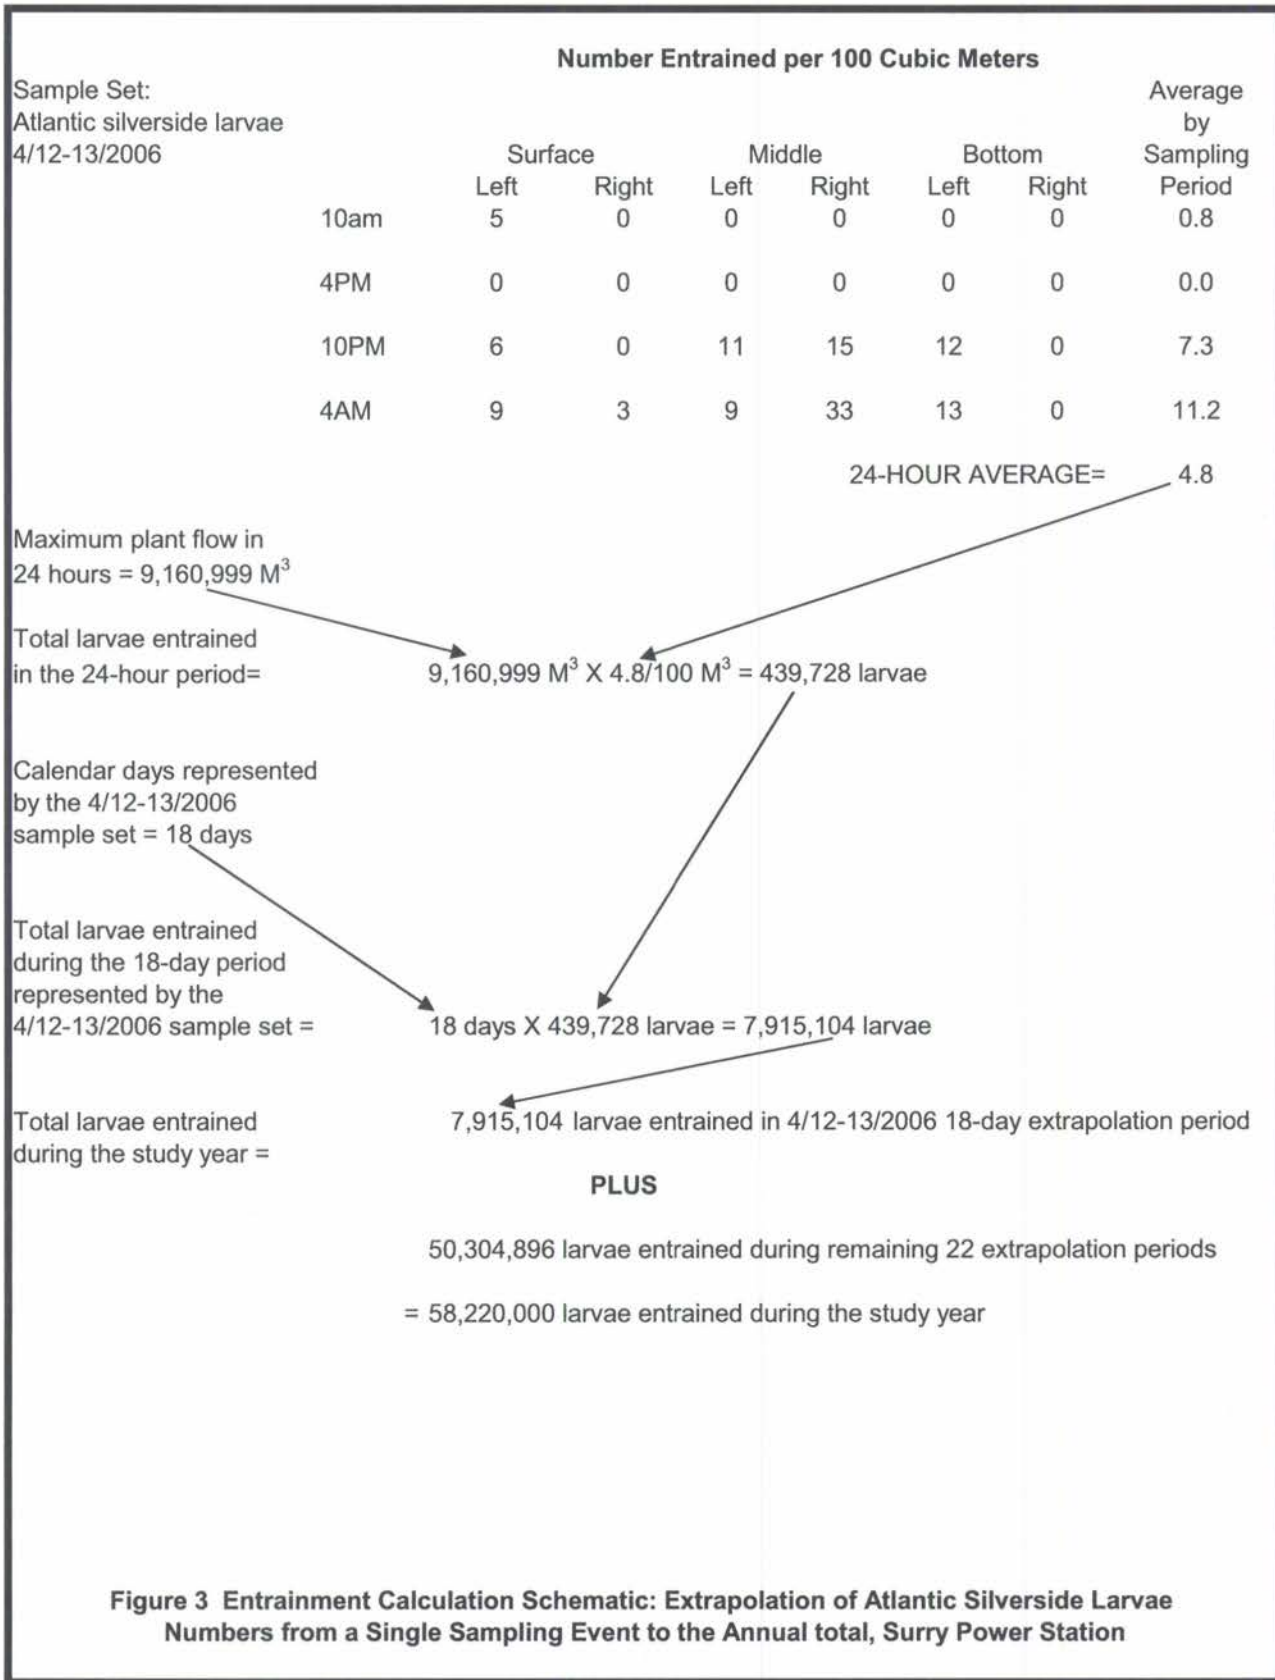 Number Entrained per 100 Cubic Meters
Sample Set:
Atlantic silverside larvae
4/12-13/2006
Average
by
Surface Middle Bottom Sampling
Left Right Left Right Left Right Period
10am 5 0 0 0 0 0 0.8
4PM 0 0 0 0 0 0 0.0
10PM 6 0 11 15 12 0 7.3
4AM 9 3 9 33 13 0 11.2
24-HOUR AVERAGE= 4.8
Maximum plant flow in
24 hours = 9,160,999 M³
Total larvae entrained
in the 24-hour period= 9,160,999 M³ X 4.8/100 M³ = 439,728 larvae
Calendar days represented
by the 4/12-13/2006
sample set = 18 days
Total larvae entrained
during the 18-day period
represented by the
4/12-13/2006 sample set = 18 days X 439,728 larvae = 7,915,104 larvae
Total larvae entrained 7,915,104 larvae entrained in 4/12-13/2006 18-day extrapolation period
during the study year =
PLUS
50,304,896 larvae entrained during remaining 22 extrapolation periods
= 58,220,000 larvae entrained during the study year
Figure 3 Entrainment Calculation Schematic: Extrapolation of Atlantic Silverside Larvae
Numbers from a Single Sampling Event to the Annual total, Surry Power Station